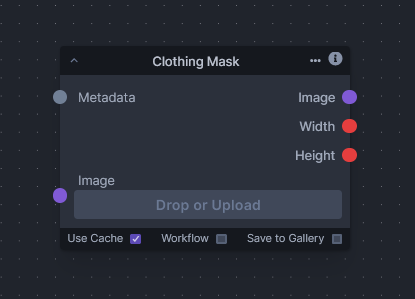 Clothing Mask
Metadata
Image
Width
Height
Image
Drop or Upload
Use Cache Workflow Save to Gallery